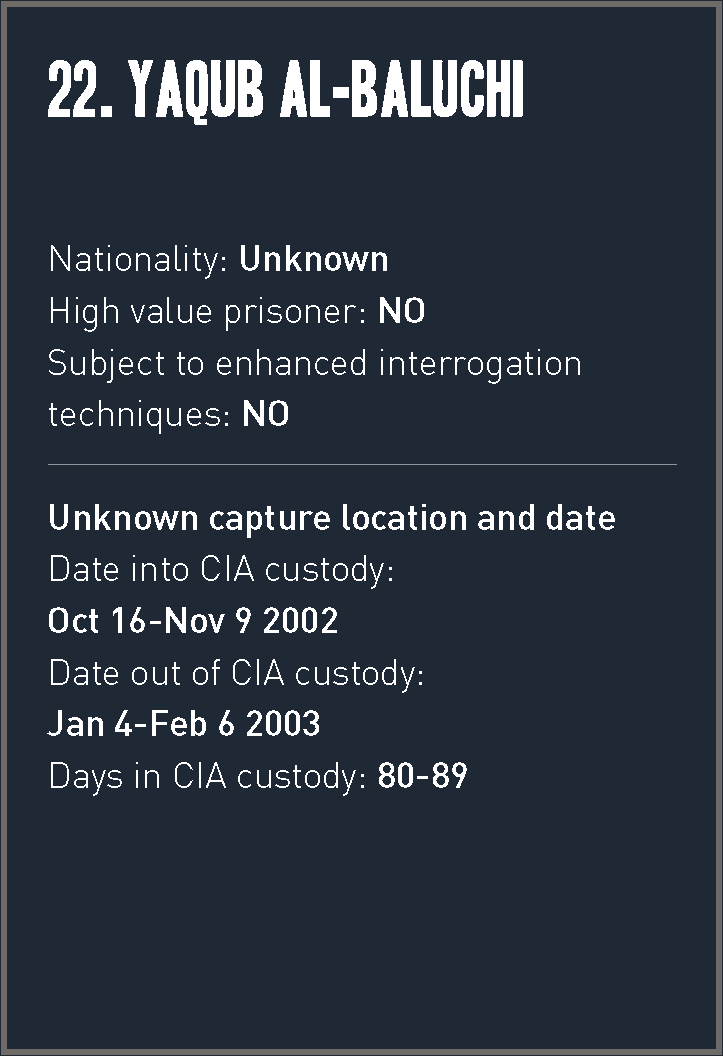 22. YAQUB AL-BALUCHI
Nationality: Unknown
High value prisoner: NO
Subject to enhanced interrogation
techniques: NO
Unknown capture location and date
Date into CIA custody:
Oct 16-Nov 9 2002
Date out of CIA custody:
Jan 4-Feb 6 2003
Days in CIA custody: 80-89